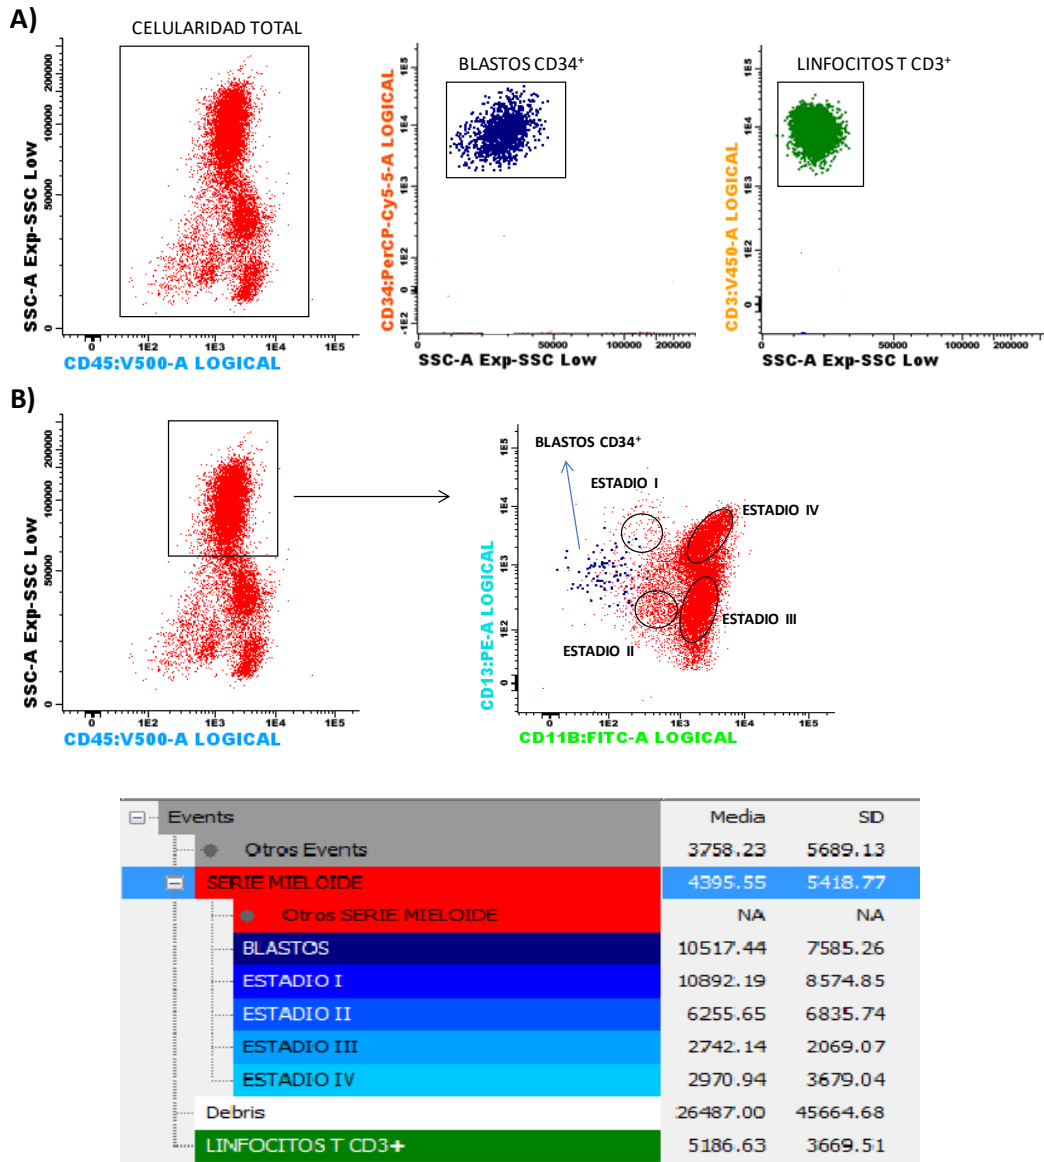 A)
CELULARIDAD TOTAL
SSC-A Exp-SSC Low
200000
100000
50000
0
0 1E2 1E3 1E4 1E5
CD45:V500-A LOGICAL
BLASTOS CD34+
CD34:PerCP-Cy5-5-A LOGICAL
1E5
1E4
1E3
1E2
-1E2
0 50000 100000 200000
SSC-A Exp-SSC Low
LINFOCITOS T CD3+
CD3:V450-A LOGICAL
1E5
1E4
1E3
1E2
0
0 50000 100000 200000
SSC-A Exp-SSC Low
B)
SSC-A Exp-SSC Low
200000
100000
50000
0
0 1E2 1E3 1E4 1E5
CD45:V500-A LOGICAL
BLASTOS CD34+
ESTADIO I
ESTADIO IV
ESTADIO III
ESTADIO II
CD13:PE-A LOGICAL
1E5
1E4
1E3
1E2
0
0 1E2 1E3 1E4 1E5
CD11B:FITC-A LOGICAL
Events Media SD
Otros Events 3758.23 5689.13
SERIE MIELOIDE 4395.55 5418.77
Otros SERIE MIELOIDE NA NA
BLASTOS 10517.44 7585.26
ESTADIO I 10892.19 8574.85
ESTADIO II 6255.65 6835.74
ESTADIO III 2742.14 2069.07
ESTADIO IV 2970.94 3679.04
Debris 26487.00 45664.68
LINFOCITOS T CD3+ 5186.63 3669.51